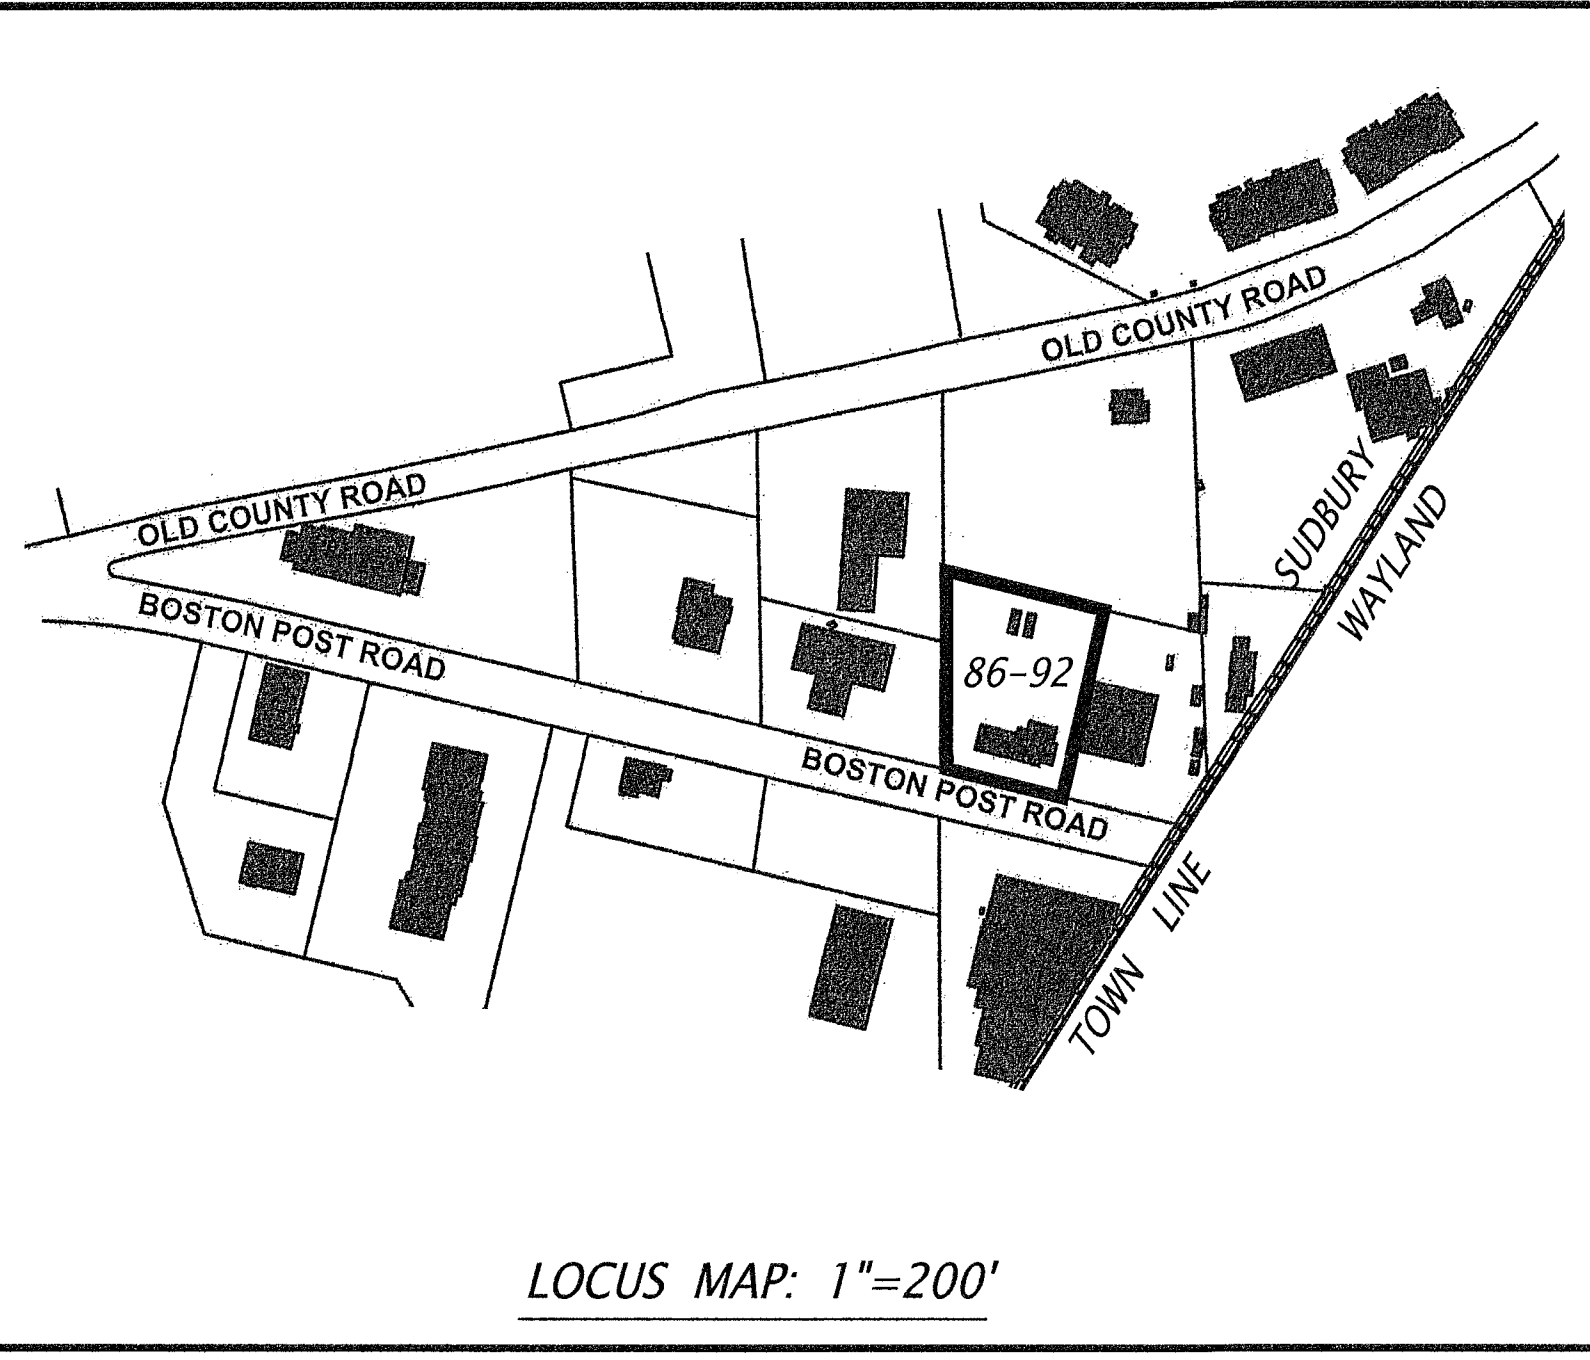 OLD COUNTY ROAD
OLD COUNTY ROAD
SUDBURY
WAYLAND
BOSTON POST ROAD
86-92
BOSTON POST ROAD
TOWN LINE
LOCUS MAP: 1"=200'